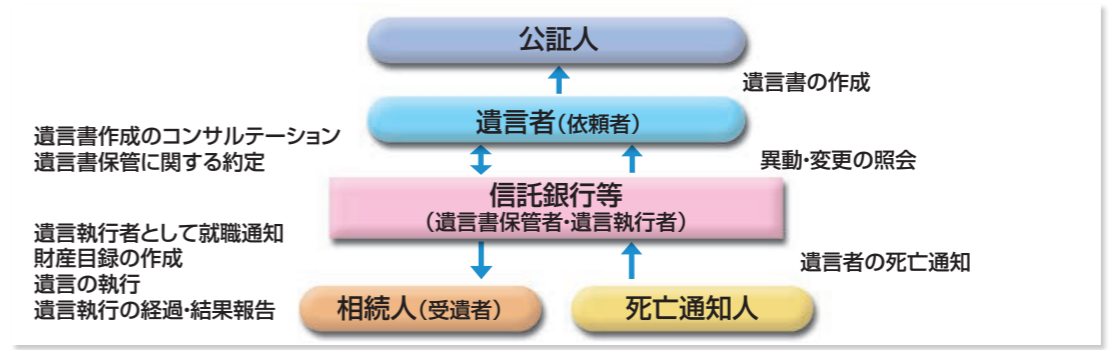 公証人
遺言書の作成
遺言者（依頼者）
遺言書作成のコンサルテーション
遺言書保管に関する約定
異動・変更の照会
信託銀行等
（遺言書保管者・遺言執行者）
遺言執行者として就職通知
財産目録の作成
遺言の執行
遺言執行の経過・結果報告
遺言者の死亡通知
相続人（受遺者）
死亡通知人